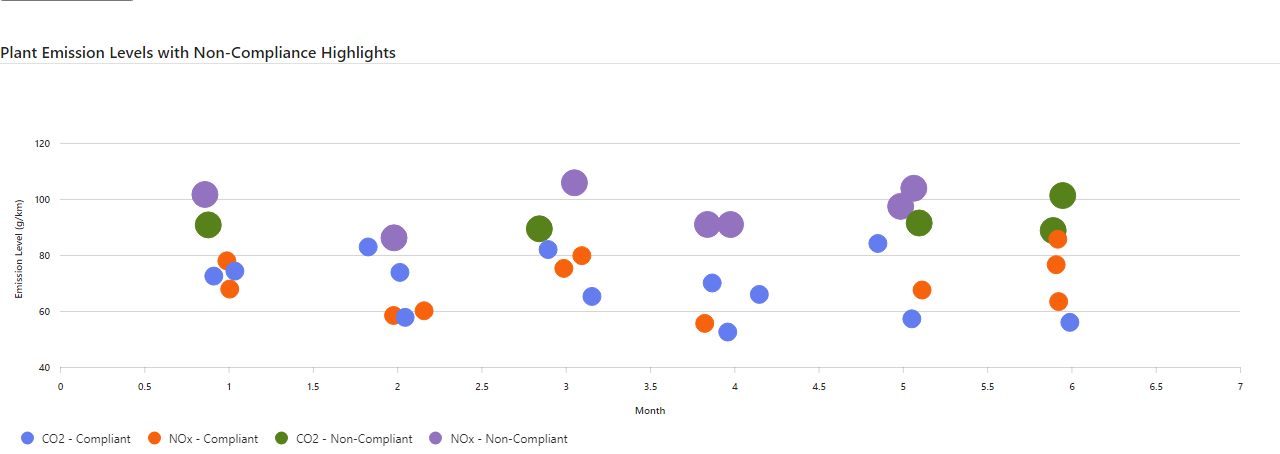 Plant Emission Levels with Non-Compliance Highlights
120
100
80
60
40
Emission Level (g/km)
0 0.5 1 1.5 2 2.5 3 3.5 4 4.5 5 5.5 6 6.5 7
Month
CO2 - Compliant NOx - Compliant CO2 - Non-Compliant NOx - Non-Compliant